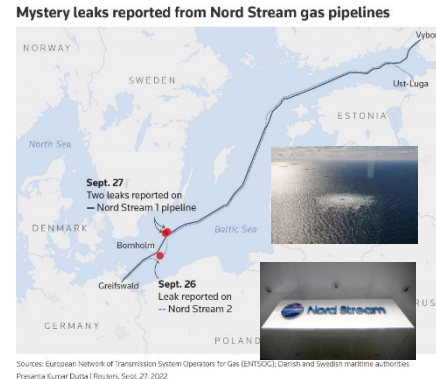 Mystery leaks reported from Nord Stream gas pipelines
NORWAY
Vybor
SWEDEN
Ust-Luga
ESTONIA
North Sea
Sept. 27
Two leaks reported on
— Nord Stream 1 pipeline
DENMARK
Baltic Sea
Bornholm
Greifswald
Sept. 26
Leak reported on
-- Nord Stream 2
Nord Stream
RUS
GERMANY
POLAND
Sources: European Network of Transmission System Operators for Gas (ENTSOG); Danish and Swedish maritime authorities
Prasanta Kumar Dutta | Reuters, Sept. 27, 2022